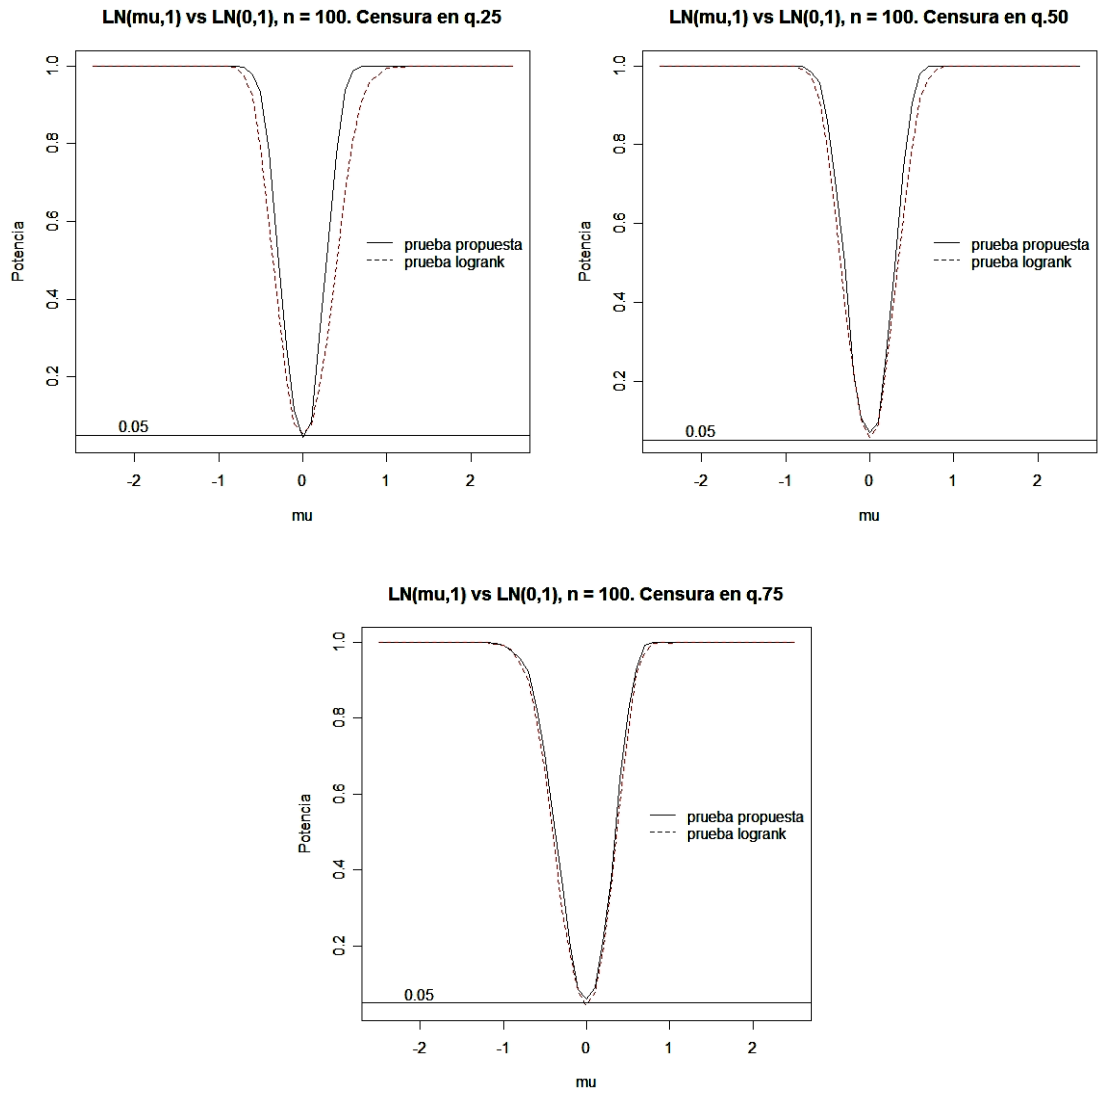 LN(mu,1) vs LN(0,1), n = 100. Censura en q.25
Potencia
1.0
0.8
0.6
0.4
0.2
prueba propuesta
prueba logrank
0.05
-2 -1 0 1 2
mu
LN(mu,1) vs LN(0,1), n = 100. Censura en q.50
Potencia
1.0
0.8
0.6
0.4
0.2
prueba propuesta
prueba logrank
0.05
-2 -1 0 1 2
mu
LN(mu,1) vs LN(0,1), n = 100. Censura en q.75
Potencia
1.0
0.8
0.6
0.4
0.2
prueba propuesta
prueba logrank
0.05
-2 -1 0 1 2
mu